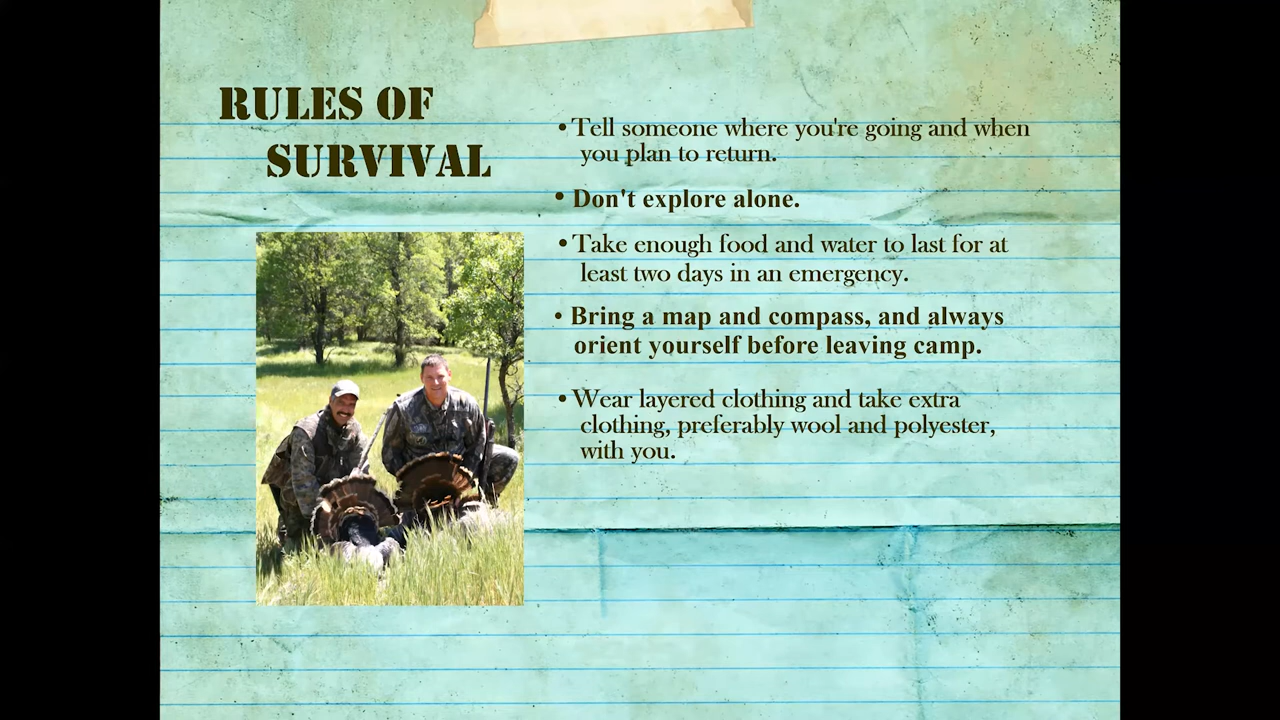 RULES OF
SURVIVAL
• Tell someone where you're going and when
you plan to return.
• Don't explore alone.
• Take enough food and water to last for at
least two days in an emergency.
• Bring a map and compass, and always
orient yourself before leaving camp.
• Wear layered clothing and take extra
clothing, preferably wool and polyester,
with you.